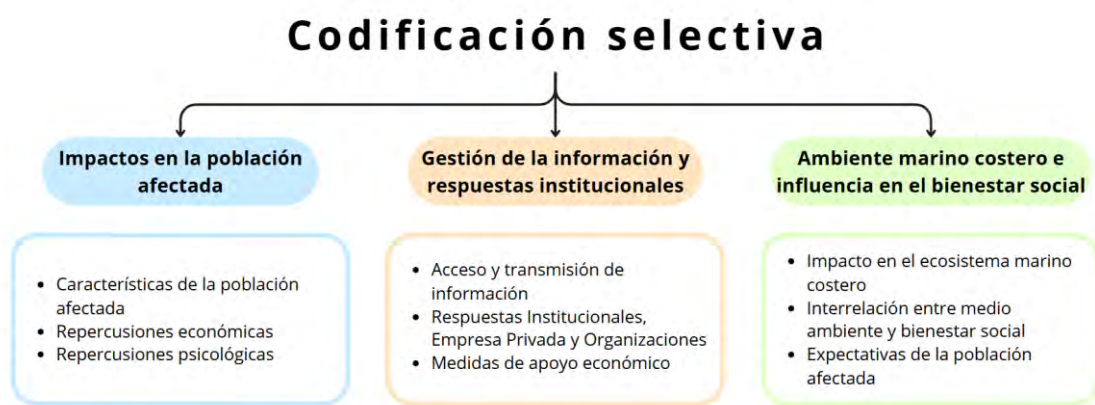 Codificación selectiva
Impactos en la población
afectada
Gestión de la información y
respuestas institucionales
Ambiente marino costero e
influencia en el bienestar social
• Características de la población
afectada
• Repercusiones económicas
• Repercusiones psicológicas
• Acceso y transmisión de
información
• Respuestas Institucionales,
Empresa Privada y Organizaciones
• Medidas de apoyo económico
• Impacto en el ecosistema marino
costero
• Interrelación entre medio
ambiente y bienestar social
• Expectativas de la población
afectada